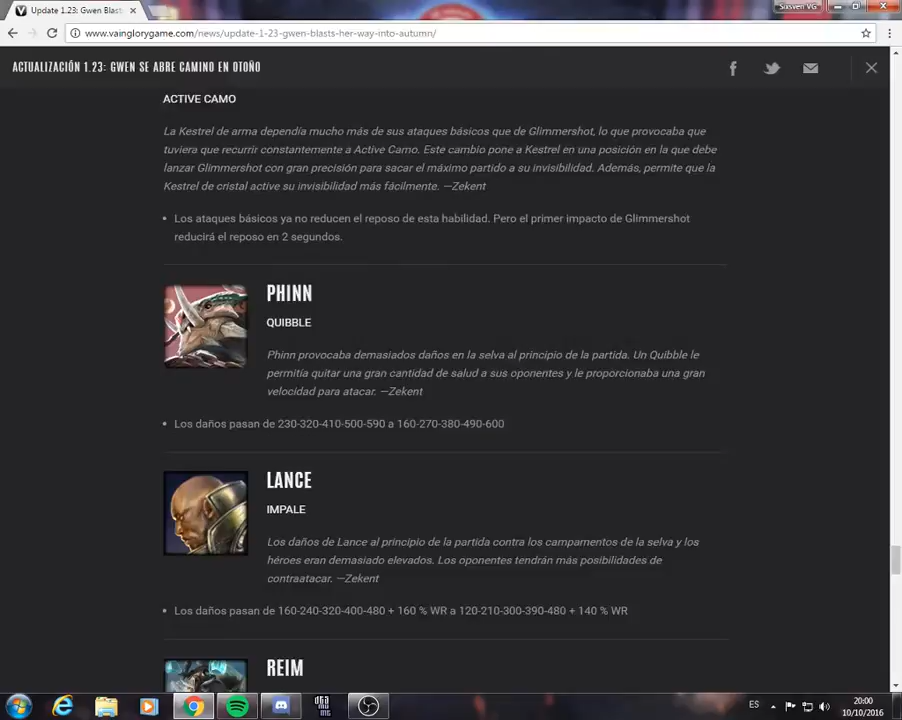 Update 1.23: Gwen Blasts
Sixsven VG
www.vainglorygame.com/news/update-1-23-gwen-blasts-her-way-into-autumn/
ACTUALIZACIÓN 1.23: GWEN SE ABRE CAMINO EN OTOÑO
ACTIVE CAMO
La Kestrel de arma dependía mucho más de sus ataques básicos que de Glimmershot, lo que provocaba que
tuviera que recurrir constantemente a Active Camo. Este cambio pone a Kestrel en una posición en la que debe
lanzar Glimmershot con gran precisión para sacar el máximo partido a su invisibilidad. Además, permite que la
Kestrel de cristal active su invisibilidad más fácilmente. —Zekent
Los ataques básicos ya no reducen el reposo de esta habilidad. Pero el primer impacto de Glimmershot
reducirá el reposo en 2 segundos.
PHINN
QUIBBLE
Phinn provocaba demasiados daños en la selva al principio de la partida. Un Quibble le
permitía quitar una gran cantidad de salud a sus oponentes y le proporcionaba una gran
velocidad para atacar. —Zekent
Los daños pasan de 230-320-410-500-590 a 160-270-380-490-600
LANCE
IMPALE
Los daños de Lance al principio de la partida contra los campamentos de la selva y los
héroes eran demasiado elevados. Los oponentes tendrán más posibilidades de
contraatacar. —Zekent
Los daños pasan de 160-240-320-400-480 + 160 % WR a 120-210-300-390-480 + 140 % WR
REIM
ES
20:00
10/10/2016